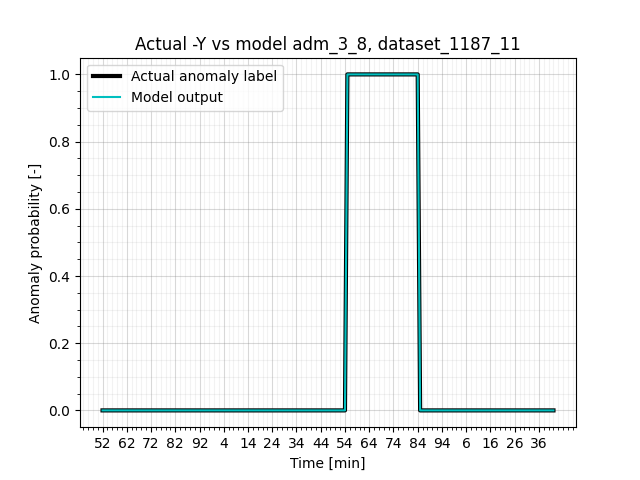 Actual -Y vs model adm_3_8, dataset_1187_11
Actual anomaly label
Model output
1.0
0.8
0.6
0.4
0.2
0.0
Anomaly probability [-]
52 62 72 82 92 4 14 24 34 44 54 64 74 84 94 6 16 26 36
Time [min]